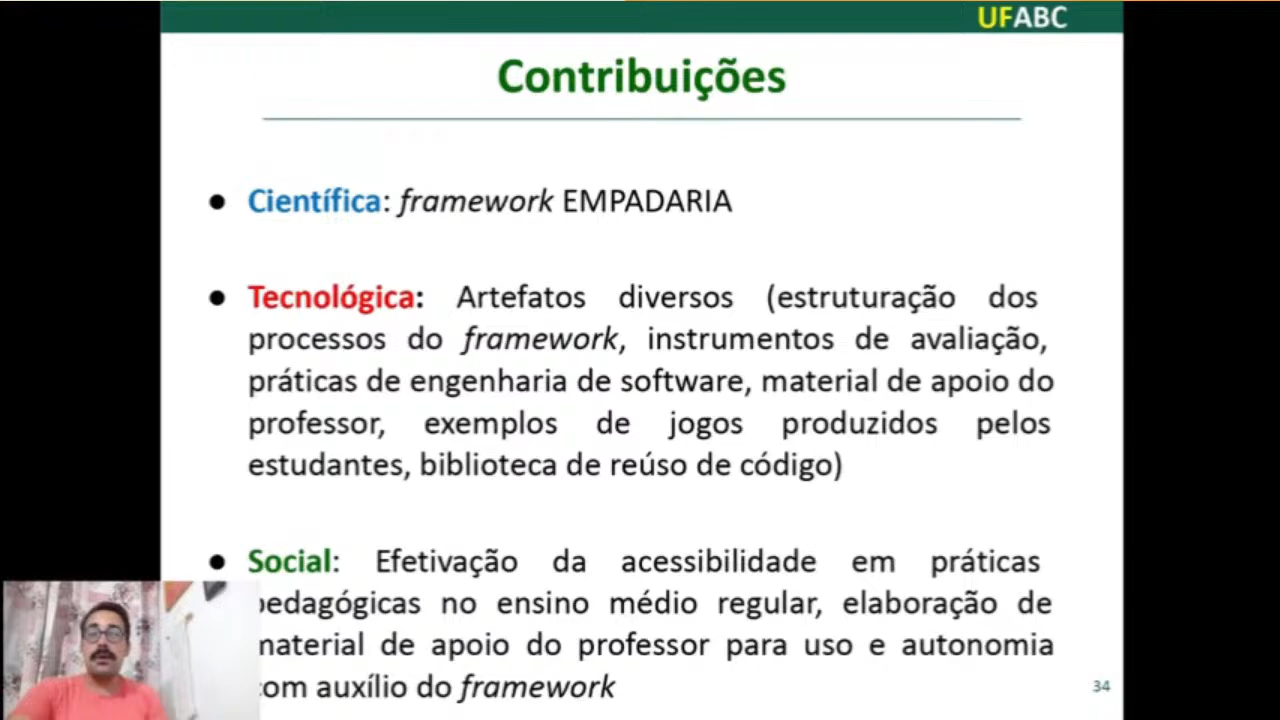 UFABC
Contribuições
● Científica: framework EMPADARIA
● Tecnológica: Artefatos diversos (estruturação dos
processos do framework, instrumentos de avaliação,
práticas de engenharia de software, material de apoio do
professor, exemplos de jogos produzidos pelos
estudantes, biblioteca de reúso de código)
● Social: Efetivação da acessibilidade em práticas
pedagógicas no ensino médio regular, elaboração de
material de apoio do professor para uso e autonomia
com auxílio do framework
34